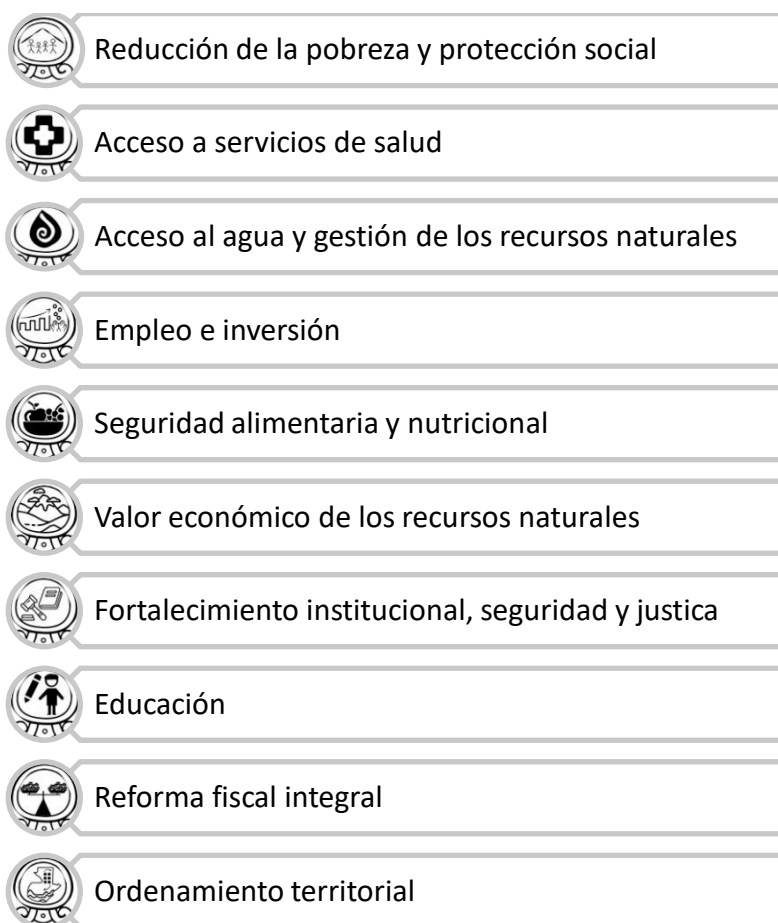 Reducción de la pobreza y protección social
Acceso a servicios de salud
Acceso al agua y gestión de los recursos naturales
Empleo e inversión
Seguridad alimentaria y nutricional
Valor económico de los recursos naturales
Fortalecimiento institucional, seguridad y justica
Educación
Reforma fiscal integral
Ordenamiento territorial